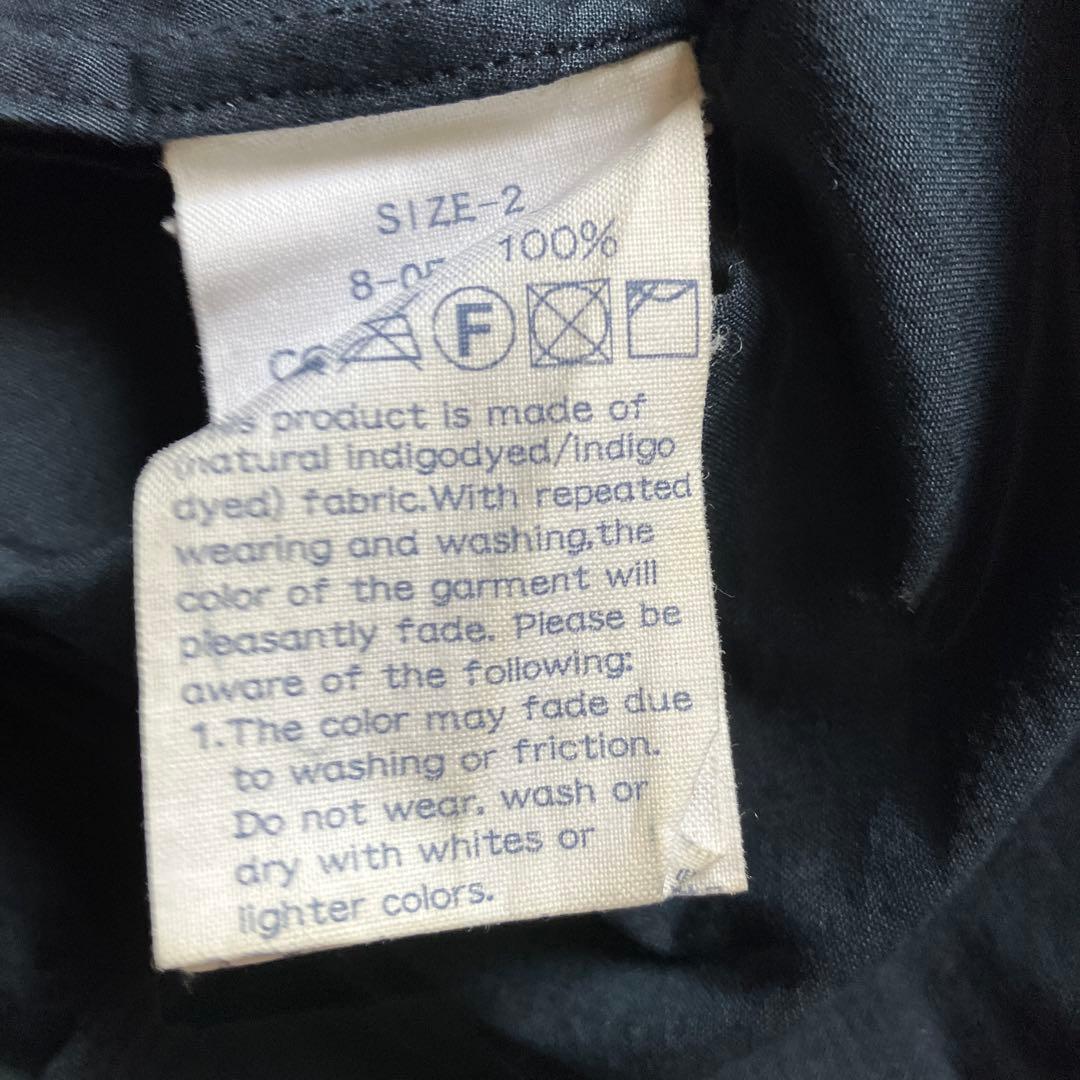 SIZE-2
100%
F
product is made of
(natural indigodyed/indigo
dyed) fabric.With repeated
wearing and washing,the
color of the garment will
pleasantly fade. Please be
aware of the following:
1.The color may fade due
to washing or friction.
Do not wear, wash or
dry with whites or
lighter colors.